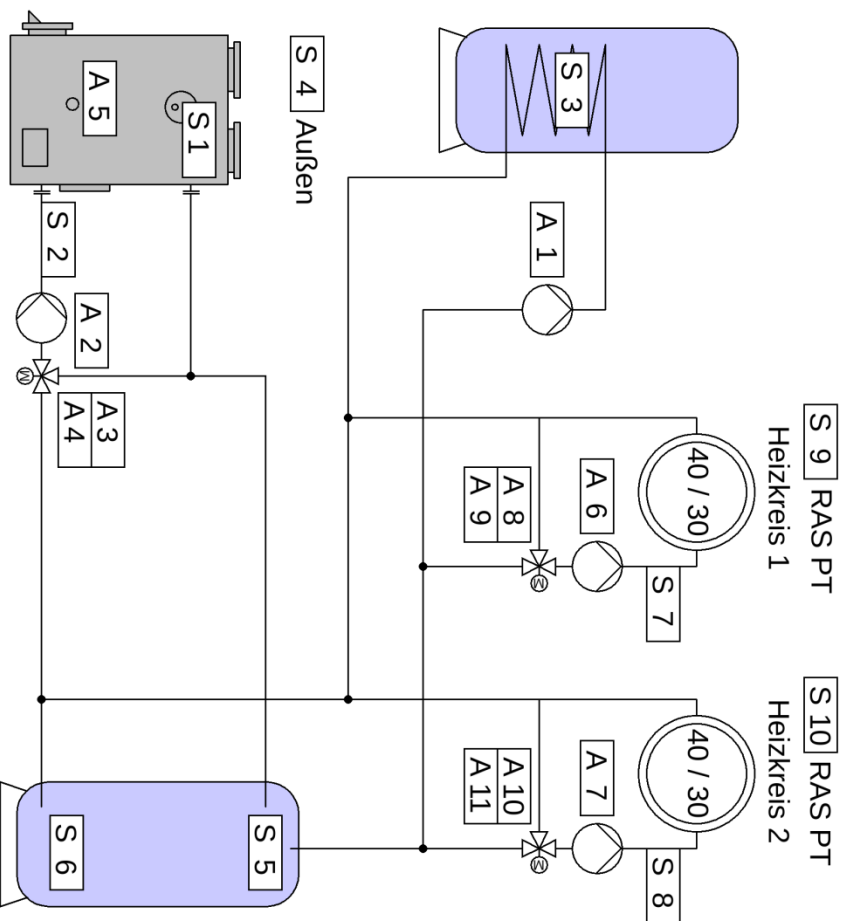 S 9 RAS PT
Heizkreis 1
S 10 RAS PT
Heizkreis 2
40 / 30
40 / 30
S 7
S 8
A 6
A 7
S 3
A 1
A 8
A 9
M
A 10
A 11
M
S 4 Außen
S 1
A 5
S 2
A 2
A 3
A 4
M
S 5
S 6